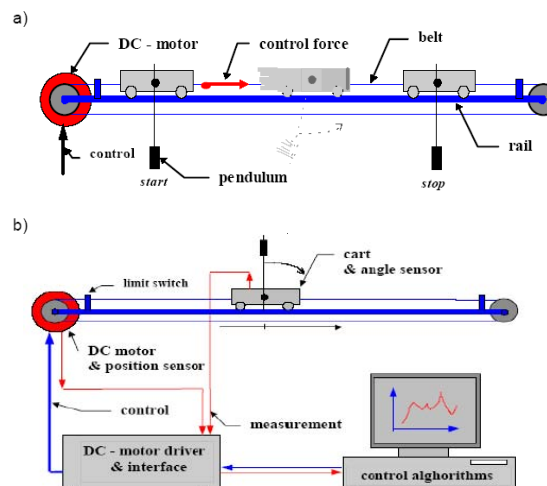 a)
DC - motor
control force
belt
control
pendulum
start
stop
rail
b)
cart
& angle sensor
limit switch
DC motor
& position sensor
control
measurement
DC - motor driver
& interface
control alghorithms